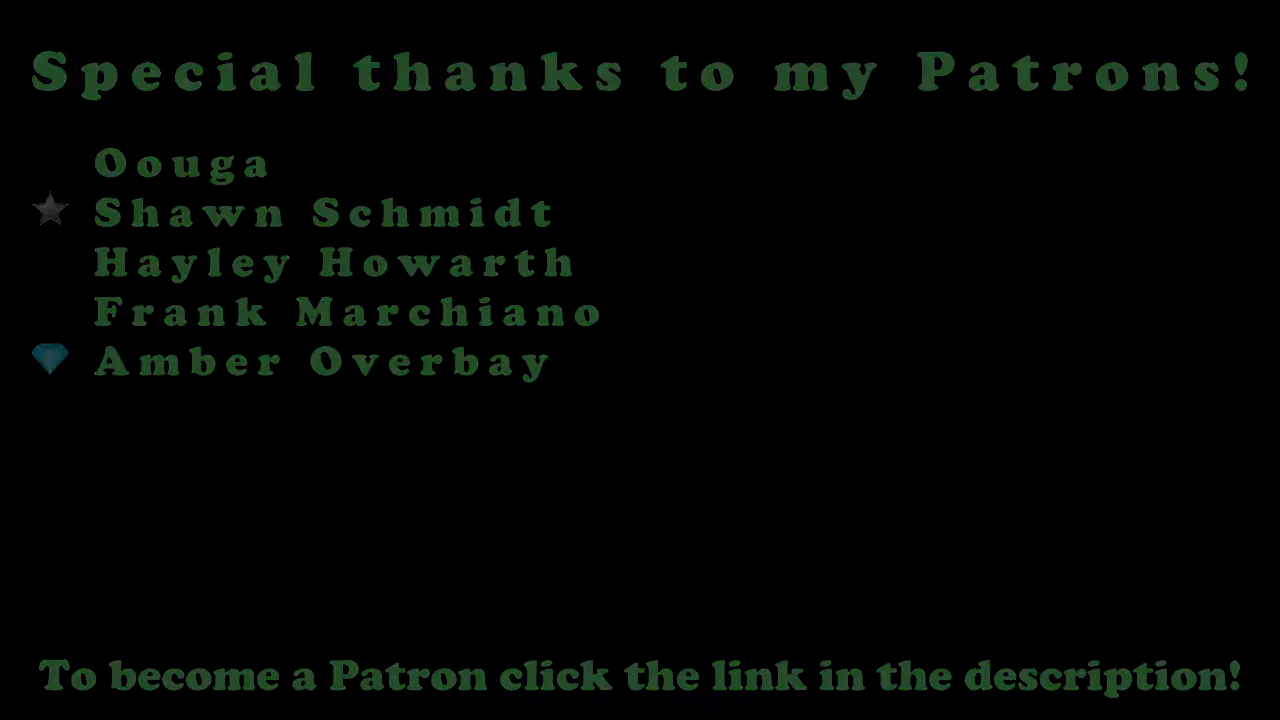 Special thanks to my Patrons!
Oouga
Shawn Schmidt
Hayley Howarth
Frank Marchiano
Amber Overbay
To become a Patron click the link in the description!